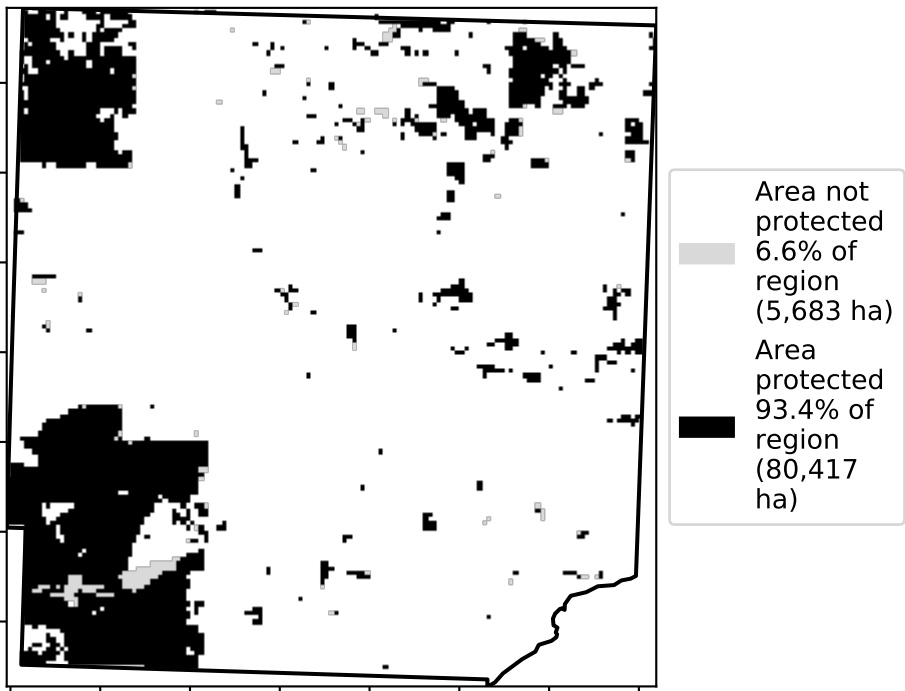 Area not
protected
6.6% of
region
(5,683 ha)
Area
protected
93.4% of
region
(80,417
ha)